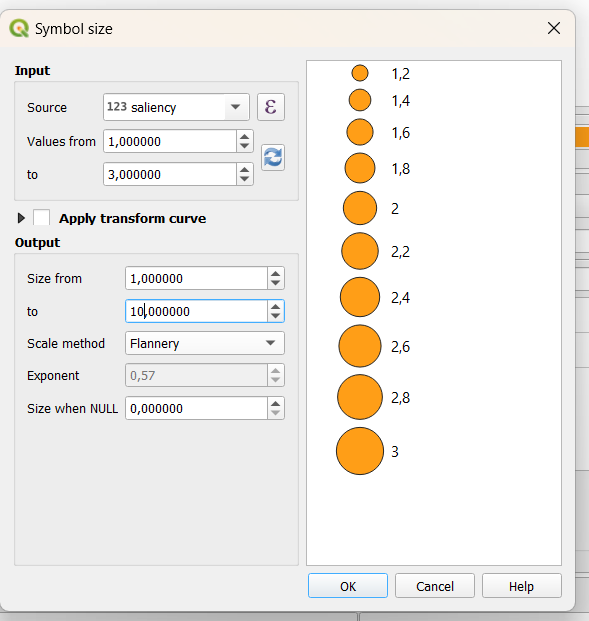 Symbol size
Input
Source 123 saliency ε
Values from 1,000000
to 3,000000
Apply transform curve
Output
Size from 1,000000
to 10,000000
Scale method Flannery
Exponent 0,57
Size when NULL 0,000000
1,2
1,4
1,6
1,8
2
2,2
2,4
2,6
2,8
3
OK Cancel Help